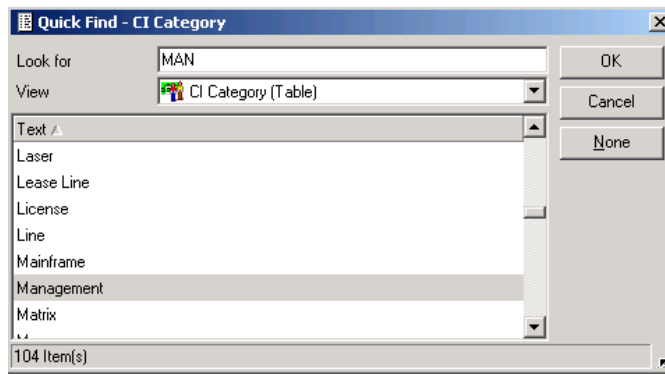 Quick Find - CI Category
Look for MAN OK
View CI Category (Table) Cancel
Text None
Laser
Lease Line
License
Line
Mainframe
Management
Matrix
104 Item(s)